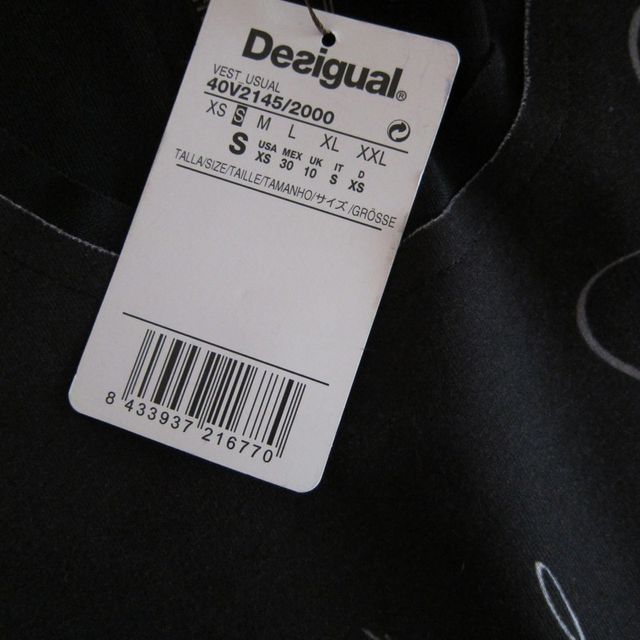 Desigual®
VEST_USUAL
40V2145/2000
XS S M L XL XXL
S USA MEX UK IT D
XS 30 10 S XS
TALLA/SIZE/TAILLE/TAMANHO/サイズ/GRÖSSE
8 433937 216770